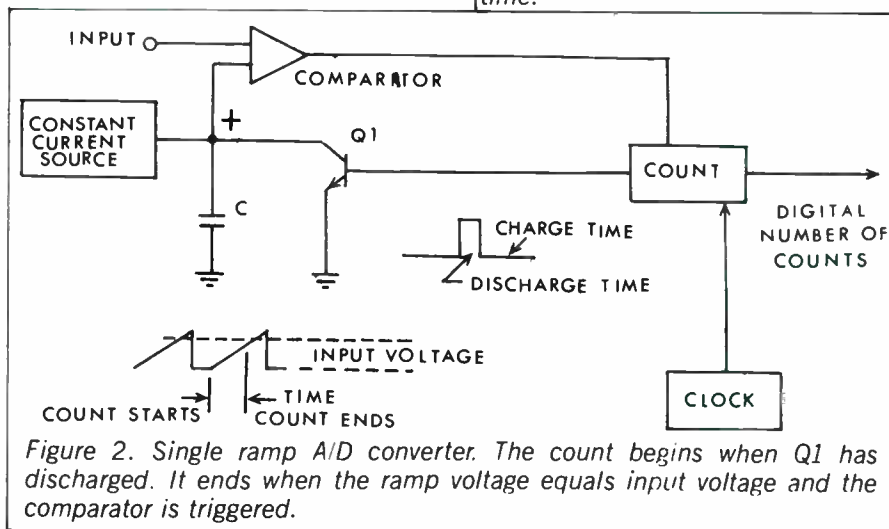 time.
INPUT
COMPARATOR
+
Q1
CONSTANT
CURRENT
SOURCE
C
COUNT
CHARGE TIME
DISCHARGE TIME
DIGITAL
NUMBER OF
COUNTS
INPUT VOLTAGE
TIME
COUNT STARTS
COUNT ENDS
CLOCK
Figure 2. Single ramp A/D converter. The count begins when Q1 has
discharged. It ends when the ramp voltage equals input voltage and the
comparator is triggered.